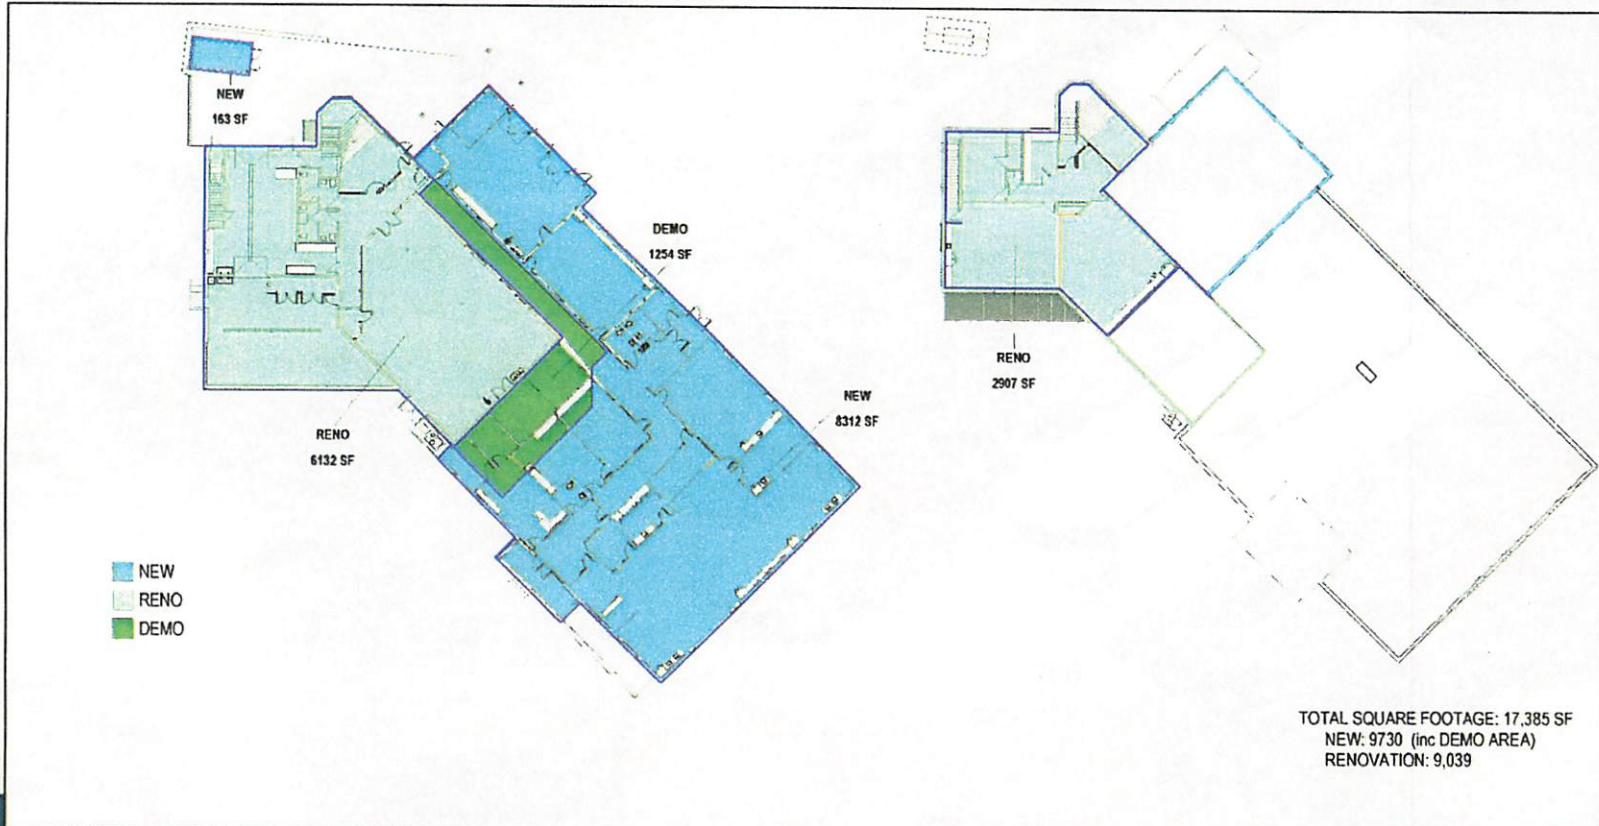 NEW
163 SF
DEMO
1254 SF
NEW
8312 SF
RENO
6132 SF
RENO
2907 SF
NEW
RENO
DEMO
TOTAL SQUARE FOOTAGE: 17,385 SF
NEW: 9730 (inc DEMO AREA)
RENOVATION: 9,039